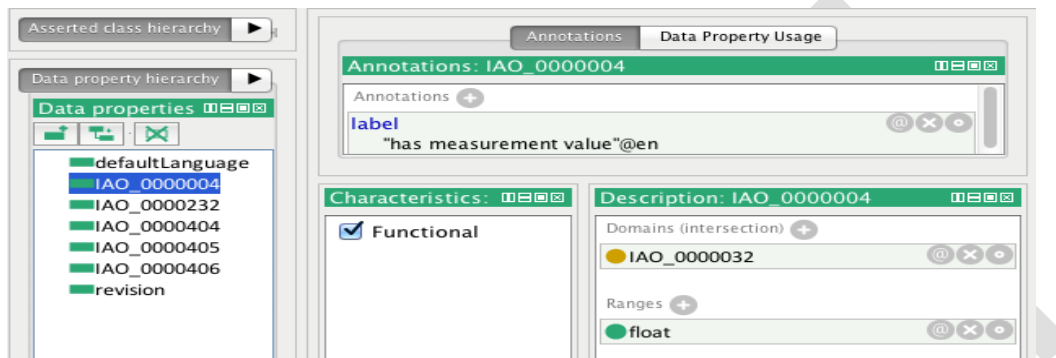 Asserted class hierarchy
Data property hierarchy
Data properties
defaultLanguage
IAO_0000004
IAO_0000232
IAO_0000404
IAO_0000405
IAO_0000406
revision
Annotations
Data Property Usage
Annotations: IAO_0000004
Annotations
label
"has measurement value"@en
Characteristics:
Functional
Description: IAO_0000004
Domains (intersection)
IAO_0000032
Ranges
float